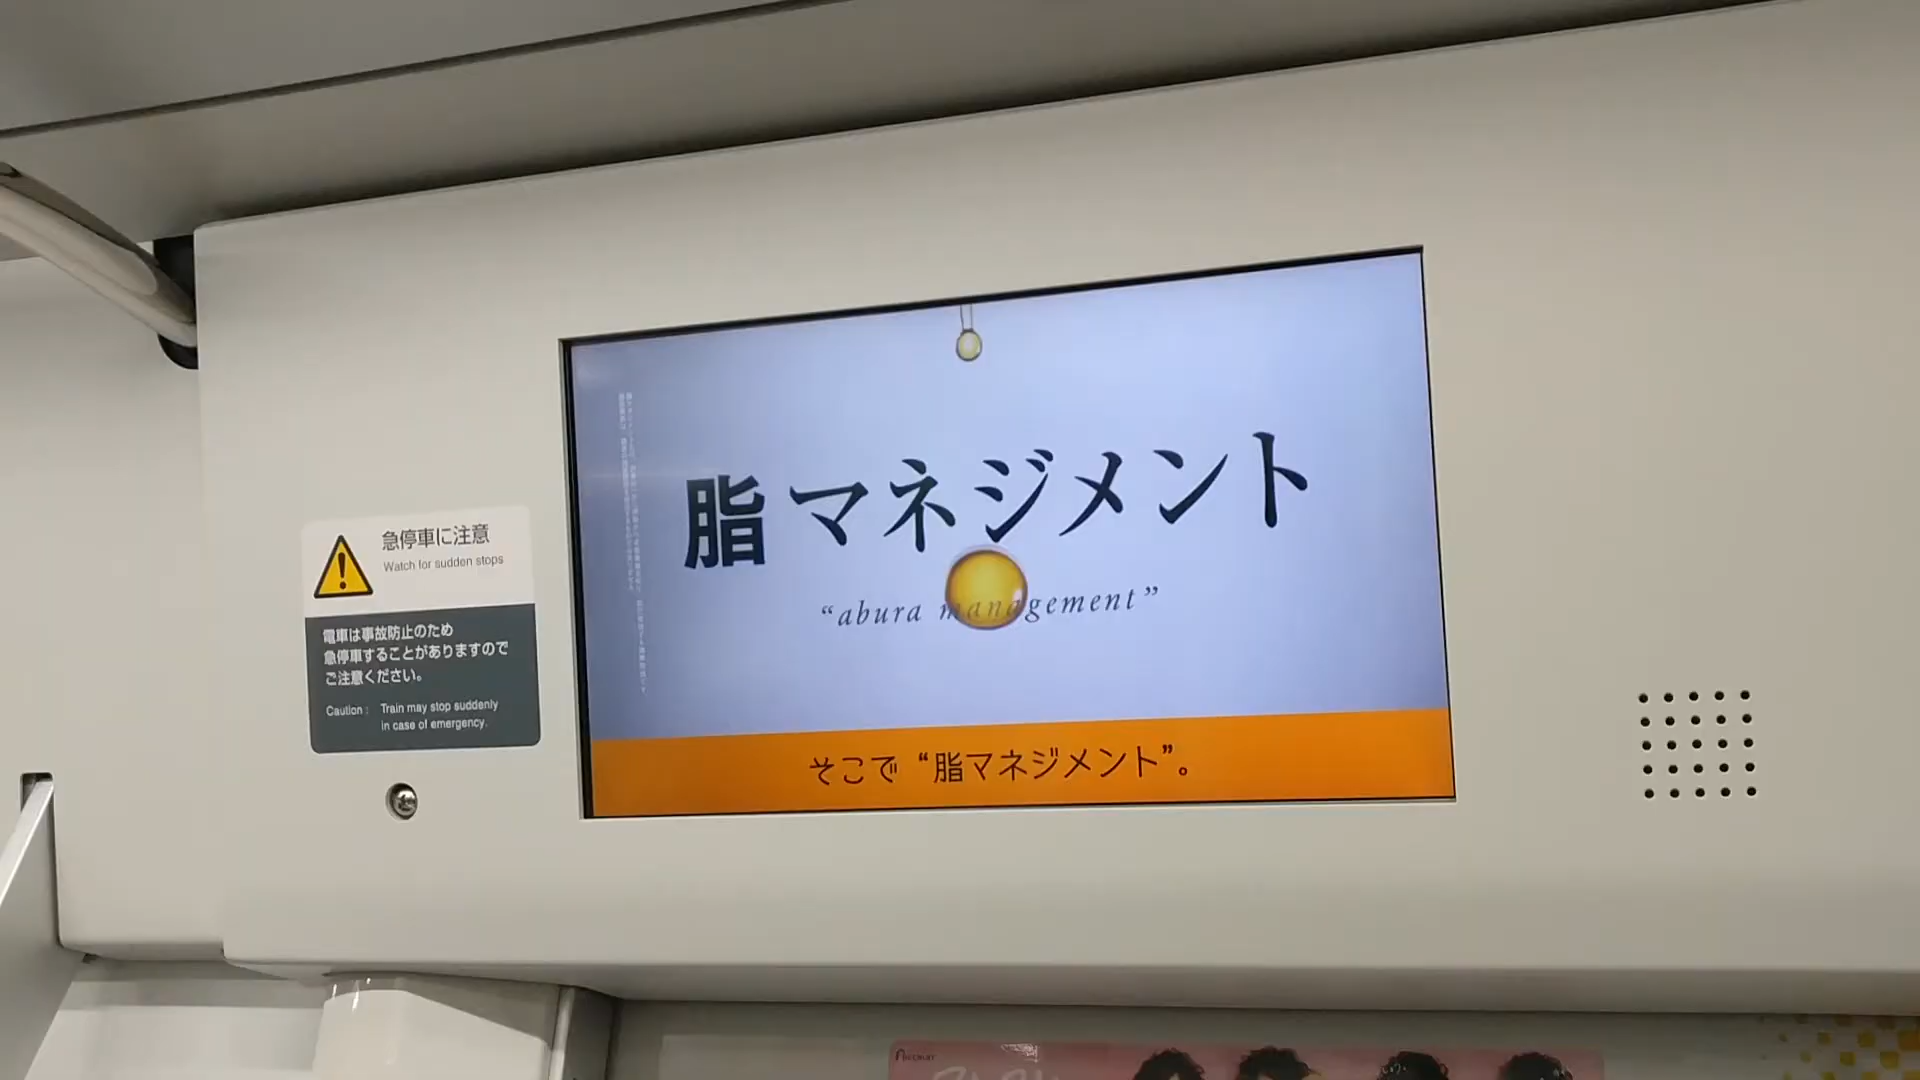 急停車に注意
Watch for sudden stops
電車は事故防止のため
急停車することがありますので
ご注意ください。
Caution : Train may stop suddenly
in case of emergency.
脂マネジメント
“abura management”
そこで “脂マネジメント”。